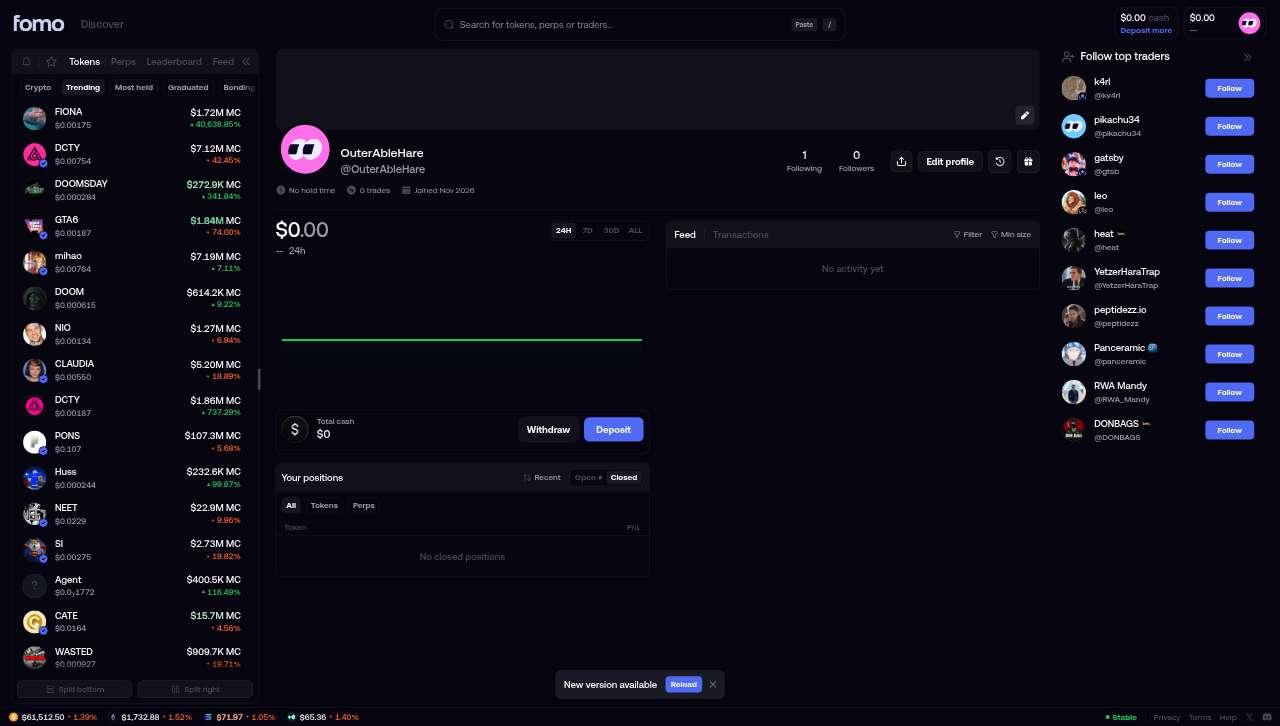 fomo
Discover
Search for tokens, perps or traders...
Paste
/
$0.00 cash
Deposit more
$0.00
—
Tokens Perps Leaderboard Feed
Crypto Trending Most held Graduated Bonding
FIONA $1.72M MC
$0.00175 40,638.85%
DCTY $7.12M MC
$0.00754 42.45%
DOOMSDAY $272.9K MC
$0.000284 341.84%
GTA6 $1.84M MC
$0.00187 74.00%
mihao $7.19M MC
$0.00764 7.11%
DOOM $614.2K MC
$0.000615 9.22%
NIO $1.27M MC
$0.00134 6.94%
CLAUDIA $5.20M MC
$0.00550 18.89%
DCTY $1.86M MC
$0.00187 737.29%
PONS $107.3M MC
$0.107 5.68%
Huss $232.6K MC
$0.000244 99.87%
NEET $22.9M MC
$0.0229 9.96%
SI $2.73M MC
$0.00275 19.82%
Agent $400.5K MC
? $0.0₇1772 116.49%
CATE $15.7M MC
$0.0164 4.56%
WASTED $909.7K MC
$0.000927 19.71%
Split bottom Split right
OuterAbleHare
@OuterAbleHare
No hold time 0 trades Joined Nov 2026
1 Following
0 Followers
Edit profile
$0.00
-- 24h
24H 7D 30D ALL
Total cash
$0
Withdraw Deposit
Your positions Recent Open Closed
All Tokens Perps
Token PnL
No closed positions
Feed Transactions Filter Min size
No activity yet
Follow top traders
k4rl
@kv4rl Follow
pikachu34
@pikachu34 Follow
gatsby
@gtsb Follow
leo
@leo Follow
heat
@heat Follow
YetzerHaraTrap
@YetzerHaraTrap Follow
peptidezz.io
@peptidezz Follow
Panceramic
@panceramic Follow
RWA Mandy
@RWA_Mandy Follow
DONBAGS
@DONBAGS Follow
New version available Reload
$61,512.50 1.39% $1,732.88 1.52% $71.97 1.05% $65.36 1.40%
Stable Privacy Terms Help